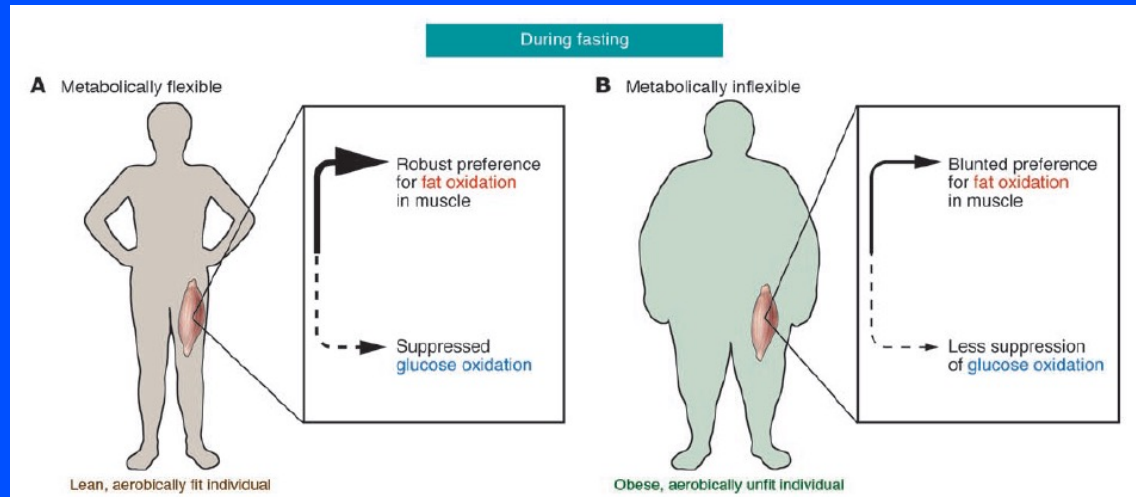 During fasting
A Metabolically flexible
Robust preference
for fat oxidation
in muscle
Suppressed
glucose oxidation
Lean, aerobically fit individual
B Metabolically inflexible
Blunted preference
for fat oxidation
in muscle
Less suppression
of glucose oxidation
Obese, aerobically unfit individual